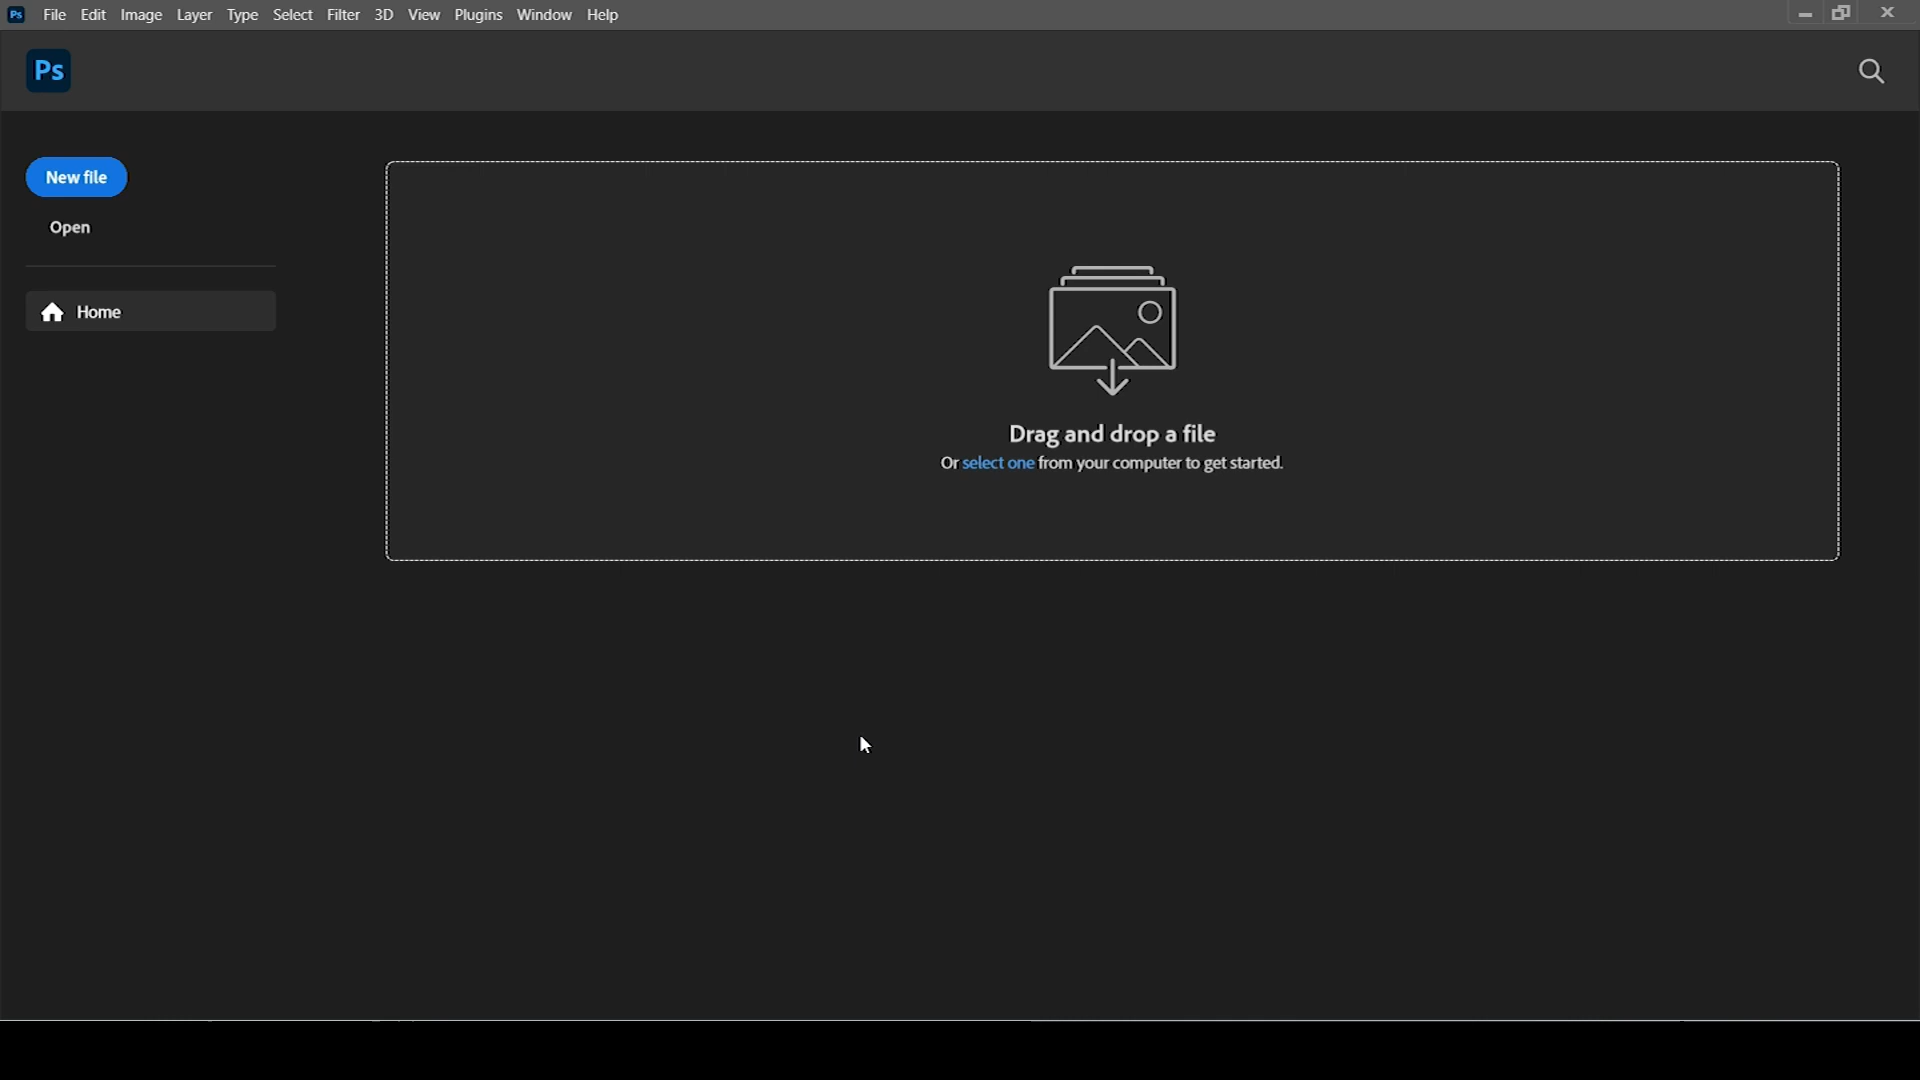 Ps File Edit Image Layer Type Select Filter 3D View Plugins Window Help
Ps
New file
Open
Home
Drag and drop a file
Or select one from your computer to get started.